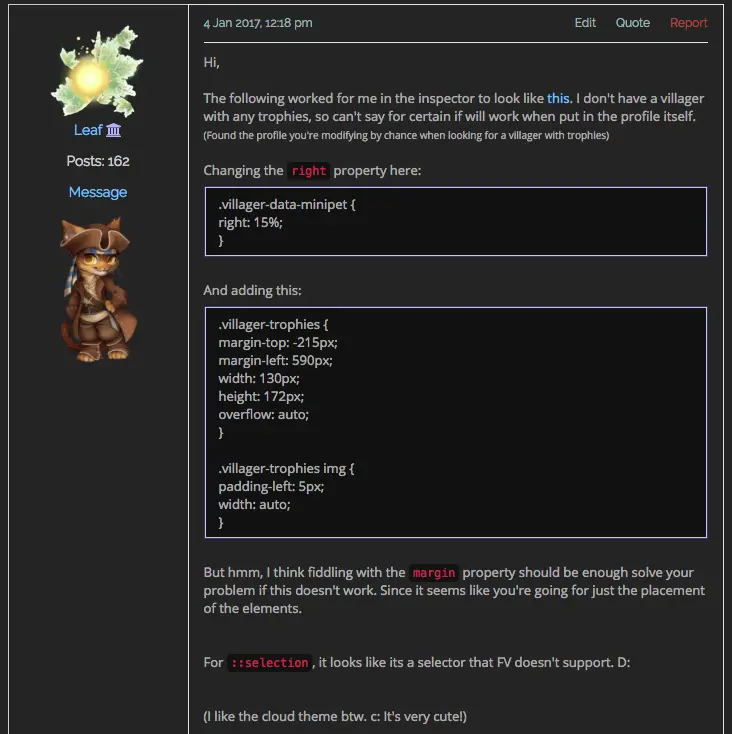 4 Jan 2017, 12:18 pm
Edit
Quote
Report
Leaf
Posts: 162
Message
Hi,
The following worked for me in the inspector to look like this. I don't have a villager
with any trophies, so can't say for certain if will work when put in the profile itself.
(Found the profile you're modifying by chance when looking for a villager with trophies)
Changing the right property here:
.villager-data-minipet {
right: 15%;
}
And adding this:
.villager-trophies {
margin-top: -215px;
margin-left: 590px;
width: 130px;
height: 172px;
overflow: auto;
}
.villager-trophies img {
padding-left: 5px;
width: auto;
}
But hmm, I think fiddling with the margin property should be enough solve your
problem if this doesn't work. Since it seems like you're going for just the placement
of the elements.
For ::selection, it looks like its a selector that FV doesn't support. D:
(I like the cloud theme btw. c: It's very cute!)